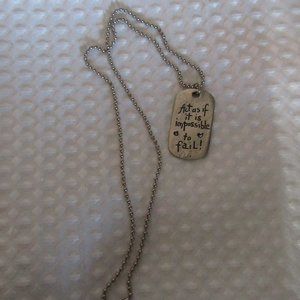 Act as if
it is
impossible
to
fail!